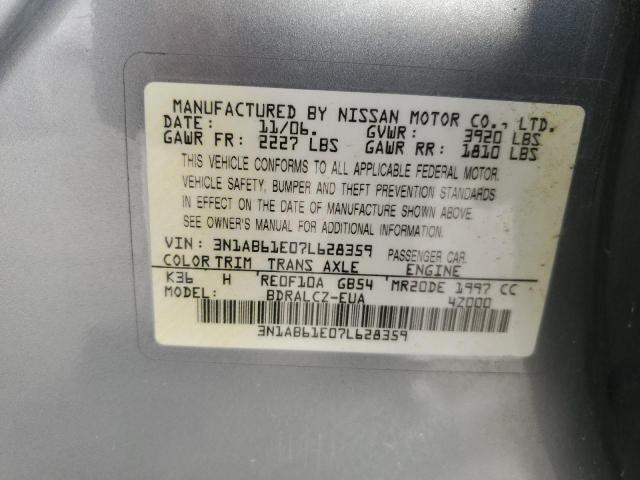 MANUFACTURED BY NISSAN MOTOR CO., LTD.
DATE: 11/06. GVWR: 3920 LBS
GAWR FR: 2227 LBS GAWR RR: 1810 LBS
THIS VEHICLE CONFORMS TO ALL APPLICABLE FEDERAL MOTOR
VEHICLE SAFETY, BUMPER AND THEFT PREVENTION STANDARDS
IN EFFECT ON THE DATE OF MANUFACTURE SHOWN ABOVE.
SEE OWNER'S MANUAL FOR ADDITIONAL INFORMATION.
VIN: 3N1AB61E07L628359 PASSENGER CAR.
COLOR TRIM TRANS AXLE ENGINE
K36 H RE0F10A GB54 MR20DE 1997 CC
MODEL: BDRALCZ-EUA 4Z000
3N1AB61E07L628359